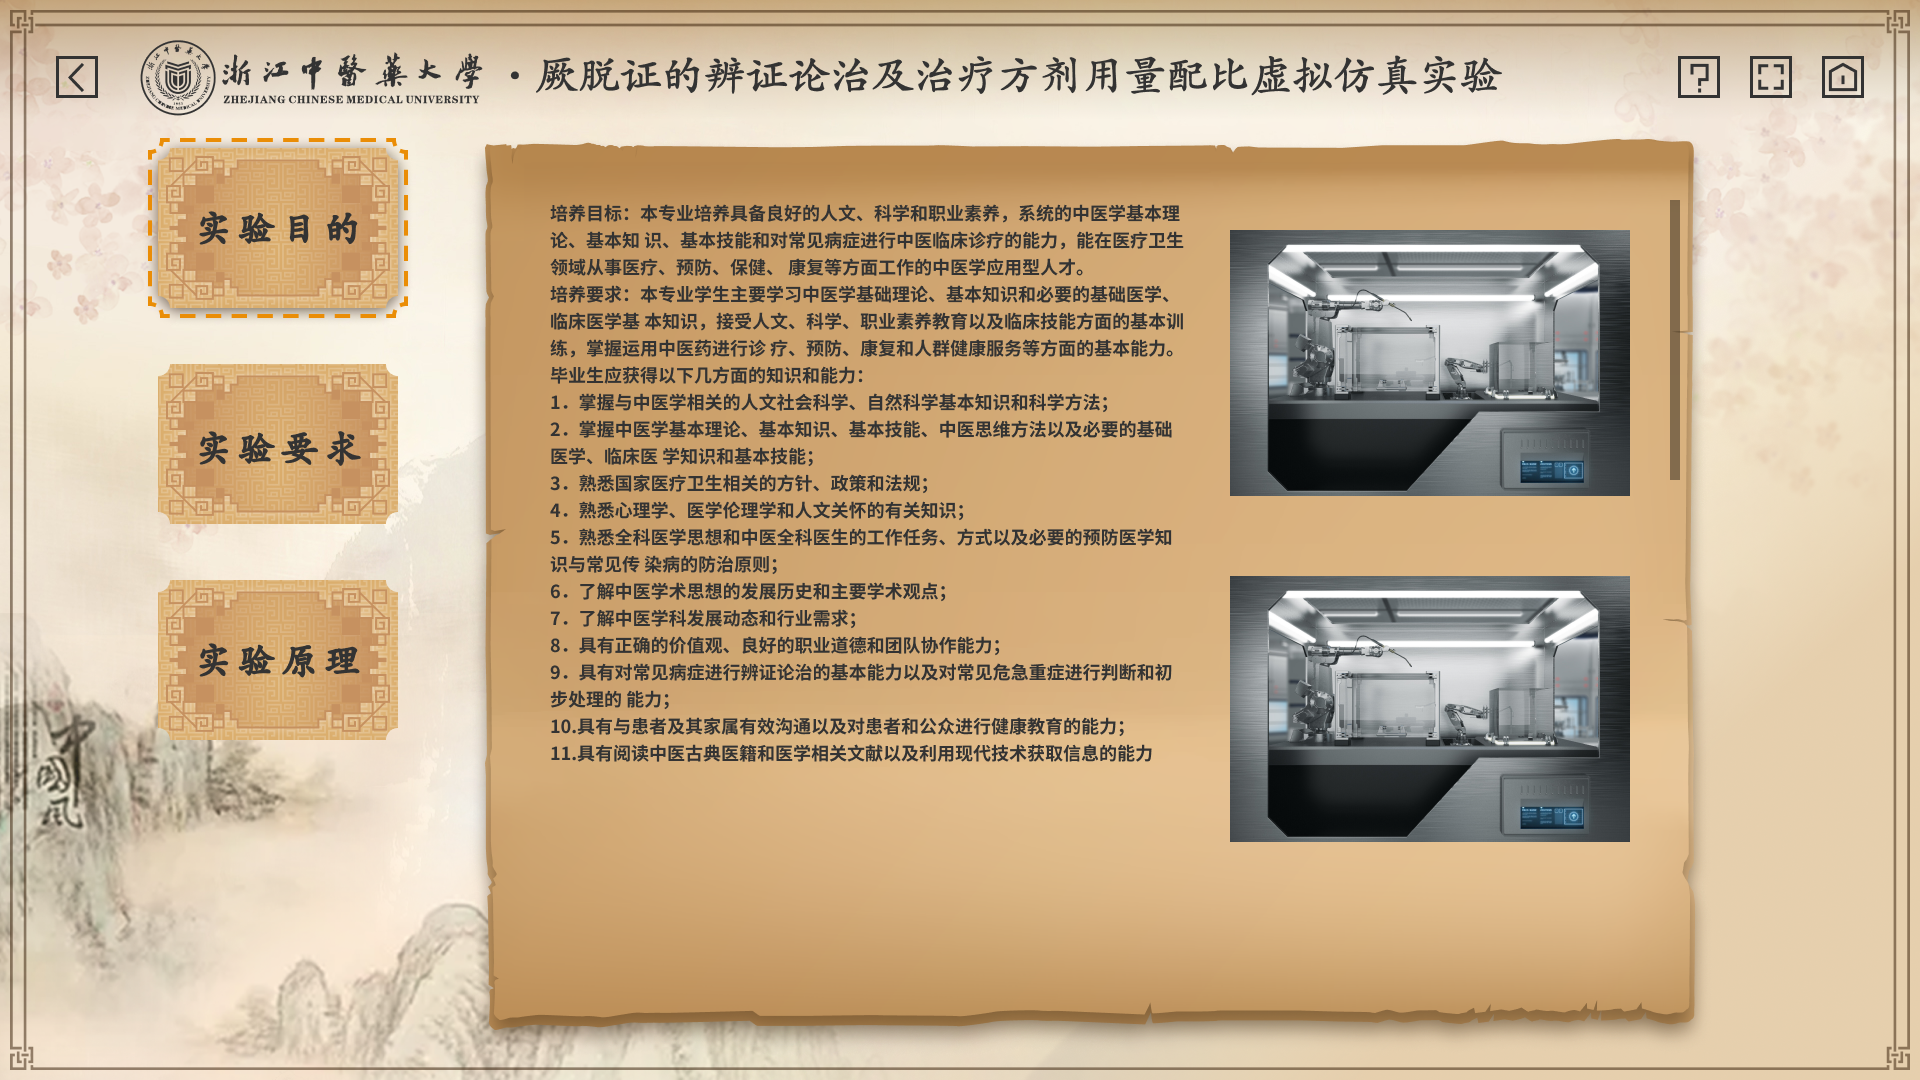 浙江中醫藥大學
ZHEJIANG CHINESE MEDICAL UNIVERSITY
·厥脱证的辨证论治及治疗方剂用量配比虚拟仿真实验
实验目的
实验要求
实验原理
培养目标：本专业培养具备良好的人文、科学和职业素养，系统的中医学基本理
论、基本知 识、基本技能和对常见病症进行中医临床诊疗的能力，能在医疗卫生
领域从事医疗、预防、保健、 康复等方面工作的中医学应用型人才。
培养要求：本专业学生主要学习中医学基础理论、基本知识和必要的基础医学、
临床医学基 本知识，接受人文、科学、职业素养教育以及临床技能方面的基本训
练，掌握运用中医药进行诊 疗、预防、康复和人群健康服务等方面的基本能力。
毕业生应获得以下几方面的知识和能力：
1．掌握与中医学相关的人文社会科学、自然科学基本知识和科学方法；
2．掌握中医学基本理论、基本知识、基本技能、中医思维方法以及必要的基础
医学、临床医 学知识和基本技能；
3．熟悉国家医疗卫生相关的方针、政策和法规；
4．熟悉心理学、医学伦理学和人文关怀的有关知识；
5．熟悉全科医学思想和中医全科医生的工作任务、方式以及必要的预防医学知
识与常见传 染病的防治原则；
6．了解中医学术思想的发展历史和主要学术观点；
7．了解中医学科发展动态和行业需求；
8．具有正确的价值观、良好的职业道德和团队协作能力；
9．具有对常见病症进行辨证论治的基本能力以及对常见危急重症进行判断和初
步处理的 能力；
10.具有与患者及其家属有效沟通以及对患者和公众进行健康教育的能力；
11.具有阅读中医古典医籍和医学相关文献以及利用现代技术获取信息的能力
中國风